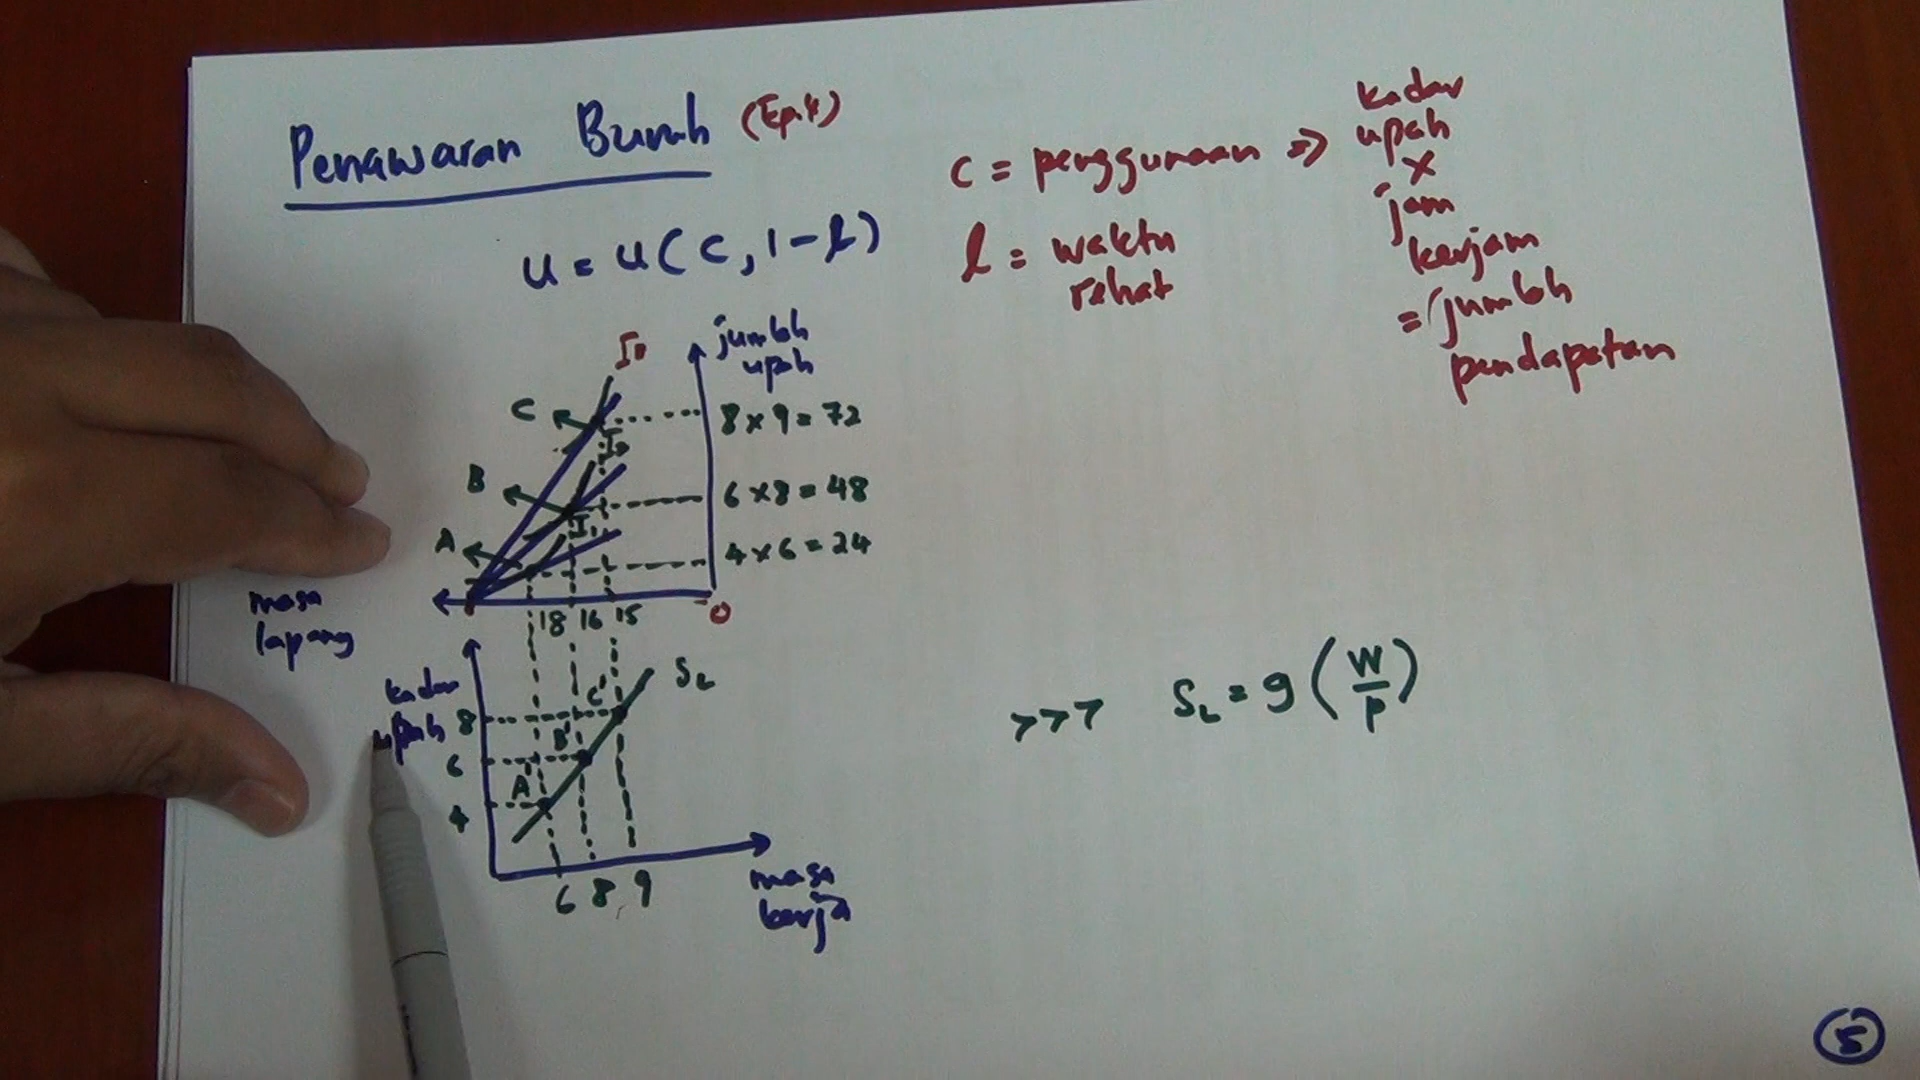 Penawaran Buruh (Ep.4)
u = u(c, 1-l)
c = penggunaan => kadar
upah
x
jam
kerjam
= jumlah
pendapatan
l = waktu
rehat
jumlah
upah
C
8 x 9 = 72
B
6 x 8 = 48
I1
A
4 x 6 = 24
masa
lapang
18 16 15
0
kadar
upah
SL
8
C'
6
B'
4
A'
6 8 9
masa
kerja
>>> SL = g(W/P)
5